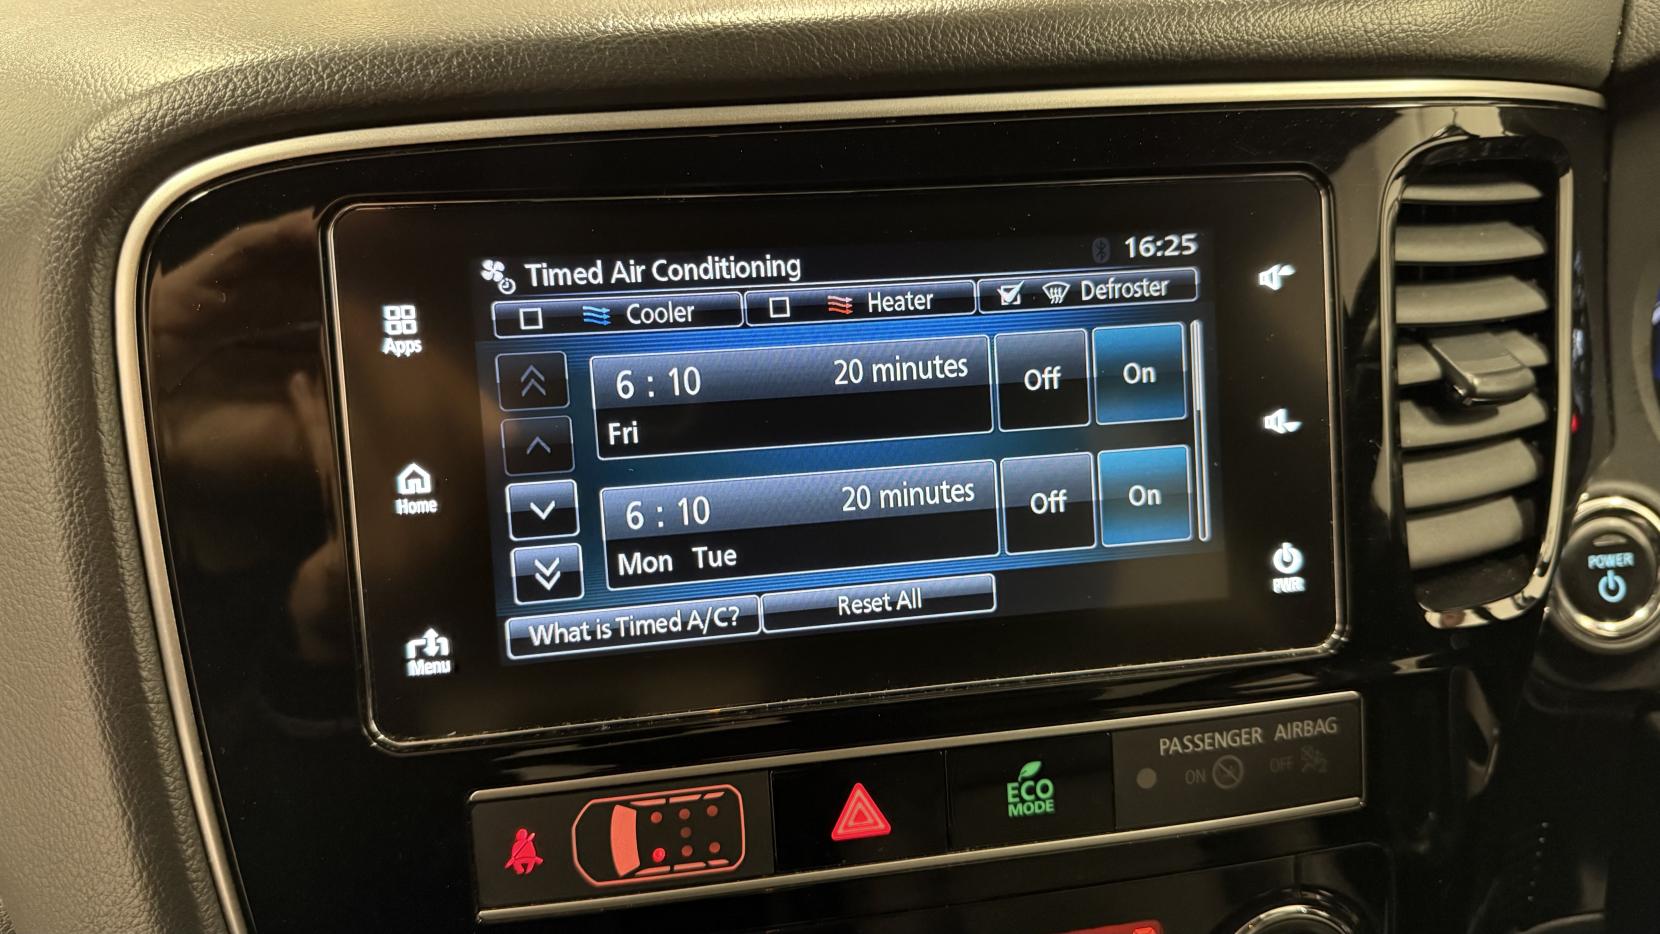 Timed Air Conditioning
16:25
Cooler
Heater
Defroster
6 : 10
20 minutes
Off
On
Fri
6 : 10
20 minutes
Off
On
Mon Tue
What is Timed A/C?
Reset All
Apps
Home
Menu
PWR
POWER
ECO
MODE
PASSENGER AIRBAG
ON
OFF